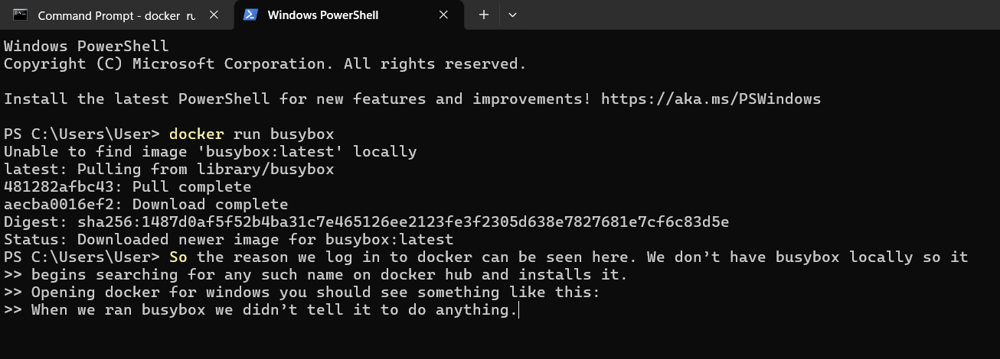 Command Prompt - docker ru
Windows PowerShell
Windows PowerShell
Copyright (C) Microsoft Corporation. All rights reserved.
Install the latest PowerShell for new features and improvements! https://aka.ms/PSWindows
PS C:\Users\User> docker run busybox
Unable to find image 'busybox:latest' locally
latest: Pulling from library/busybox
481282afbc43: Pull complete
aecba0016ef2: Download complete
Digest: sha256:1487d0af5f52b4ba31c7e465126ee2123fe3f2305d638e7827681e7cf6c83d5e
Status: Downloaded newer image for busybox:latest
PS C:\Users\User> So the reason we log in to docker can be seen here. We don’t have busybox locally so it
>> begins searching for any such name on docker hub and installs it.
>> Opening docker for windows you should see something like this:
>> When we ran busybox we didn’t tell it to do anything.